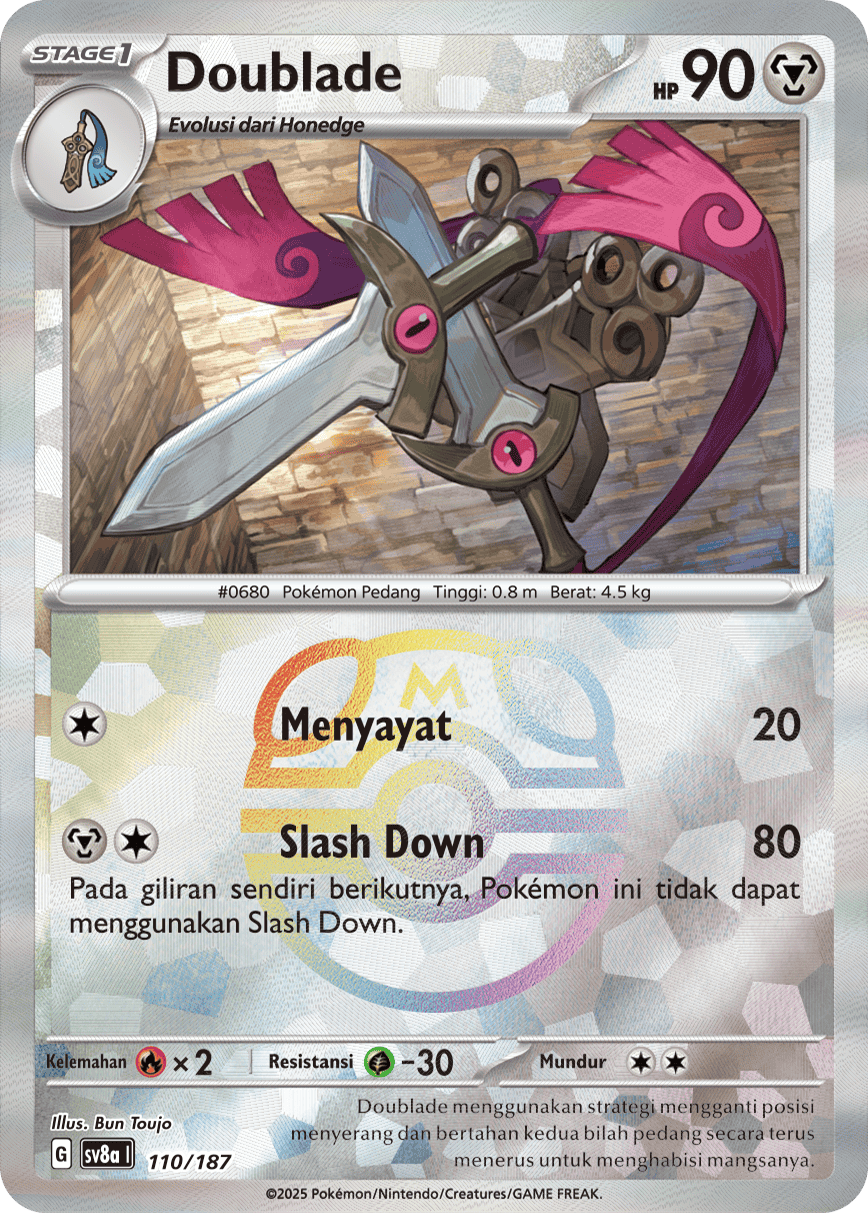 STAGE1
Doublade
HP 90
Evolusi dari Honedge
#0680 Pokémon Pedang Tinggi: 0.8 m Berat: 4.5 kg
M
Menyayat 20
Slash Down 80
Pada giliran sendiri berikutnya, Pokémon ini tidak dapat
menggunakan Slash Down.
Kelemahan ×2 Resistansi -30 Mundur
Illus. Bun Toujo
Doublade menggunakan strategi mengganti posisi
menyerang dan bertahan kedua bilah pedang secara terus
menerus untuk menghabisi mangsanya.
G sv8a I 110/187
©2025 Pokémon/Nintendo/Creatures/GAME FREAK.